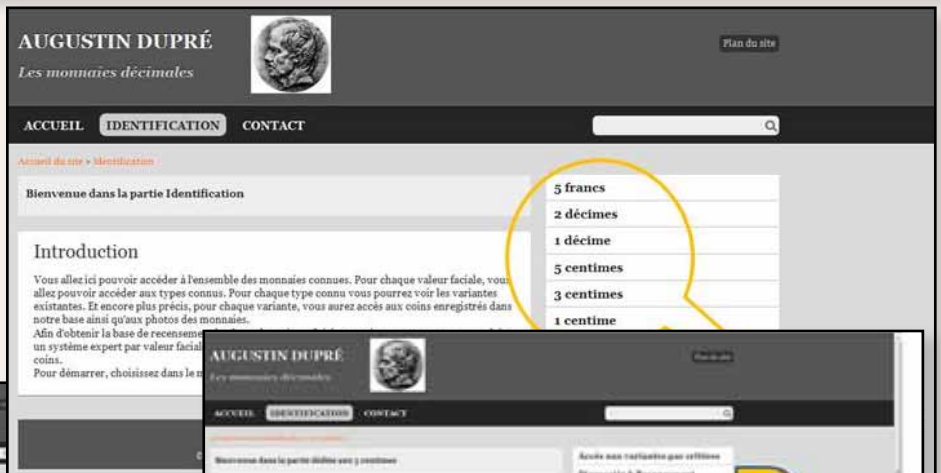 AUGUSTIN DUPRÉ
Les monnaies décimales
Plan du site
ACCUEIL IDENTIFICATION CONTACT
Accueil du site > Identification
Bienvenue dans la partie Identification
5 francs
2 décimes
1 décime
5 centimes
3 centimes
1 centime
Introduction
Vous allez ici pouvoir accéder à l'ensemble des monnaies connues. Pour chaque valeur faciale, vous
allez pouvoir accéder aux types connus. Pour chaque type connu vous pourrez voir les variantes
existantes. Et encore plus précis, pour chaque variante, vous aurez accès aux coins enregistrés dans
notre base ainsi qu'aux photos des monnaies.
Afin d'obtenir la base de
un système expert par valeur
coins.
Pour démarrer, choisissez dans le
AUGUSTIN DUPRÉ
Les monnaies décimales
Plan du site
ACCUEIL IDENTIFICATION CONTACT
Bienvenue dans la partie dédiée aux 3 centimes
Accès aux variantes par critères